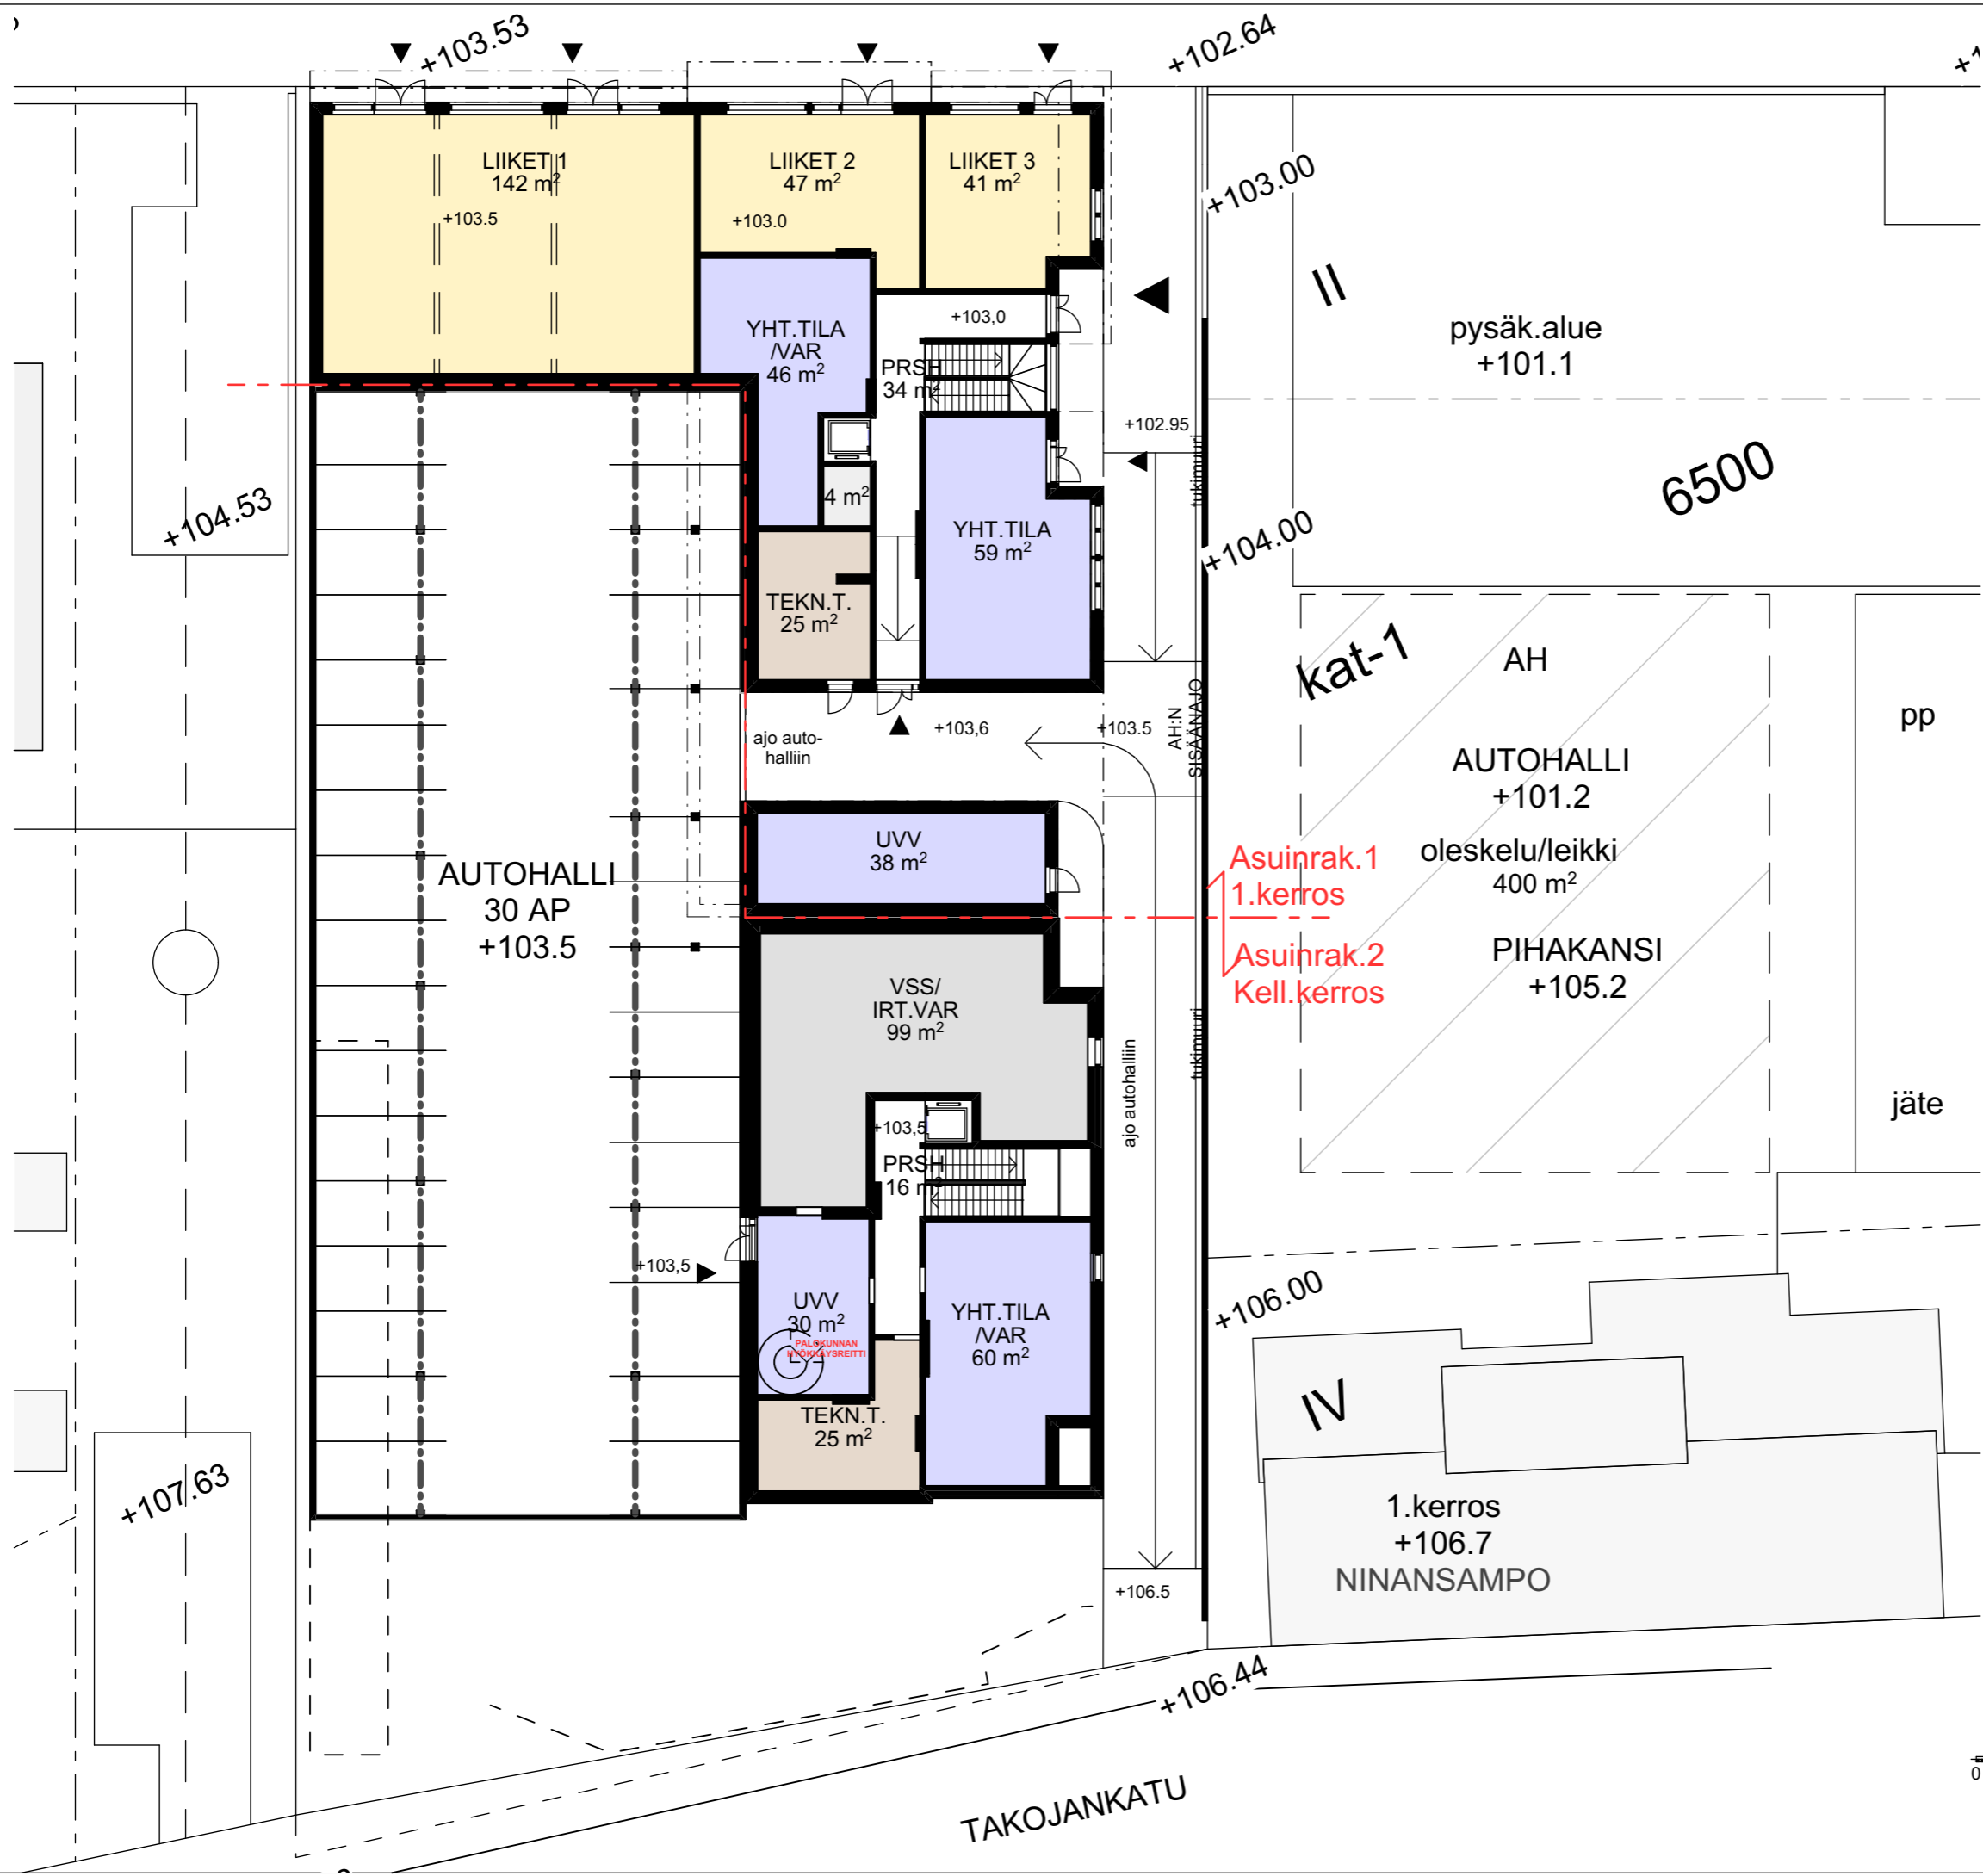 +103.53
+102.64
LIIKET 1
142 m²
+103.5
LIIKET 2
47 m²
+103.0
LIIKET 3
41 m²
+103.00
II
pysäk.alue
+101.1
YHT.TILA
/VAR
46 m²
+103,0
PRSH
34 m²
+102.95
tukimuuri
6500
+104.53
4 m²
YHT.TILA
59 m²
+104.00
TEKN.T.
25 m²
kat-1
AH
pp
ajo auto-
halliin
+103,6
+103.5
AH:N
SISÄÄNAJO
AUTOHALLI
+101.2
oleskelu/leikki
400 m²
PIHAKANSI
+105.2
UVV
38 m²
AUTOHALLI
30 AP
+103.5
Asuinrak.1
1.kerros
Asuinrak.2
Kell.kerros
VSS/
IRT.VAR
99 m²
ajo autohalliin
tukimuuri
jäte
+103,5
PRSH
16 m²
+103,5
UVV
30 m²
PALOKUNNAN
HYÖKKÄYSREITTI
YHT.TILA
/VAR
60 m²
+106.00
TEKN.T.
25 m²
IV
+107.63
1.kerros
+106.7
NINANSAMPO
+106.5
+106.44
TAKOJANKATU
0